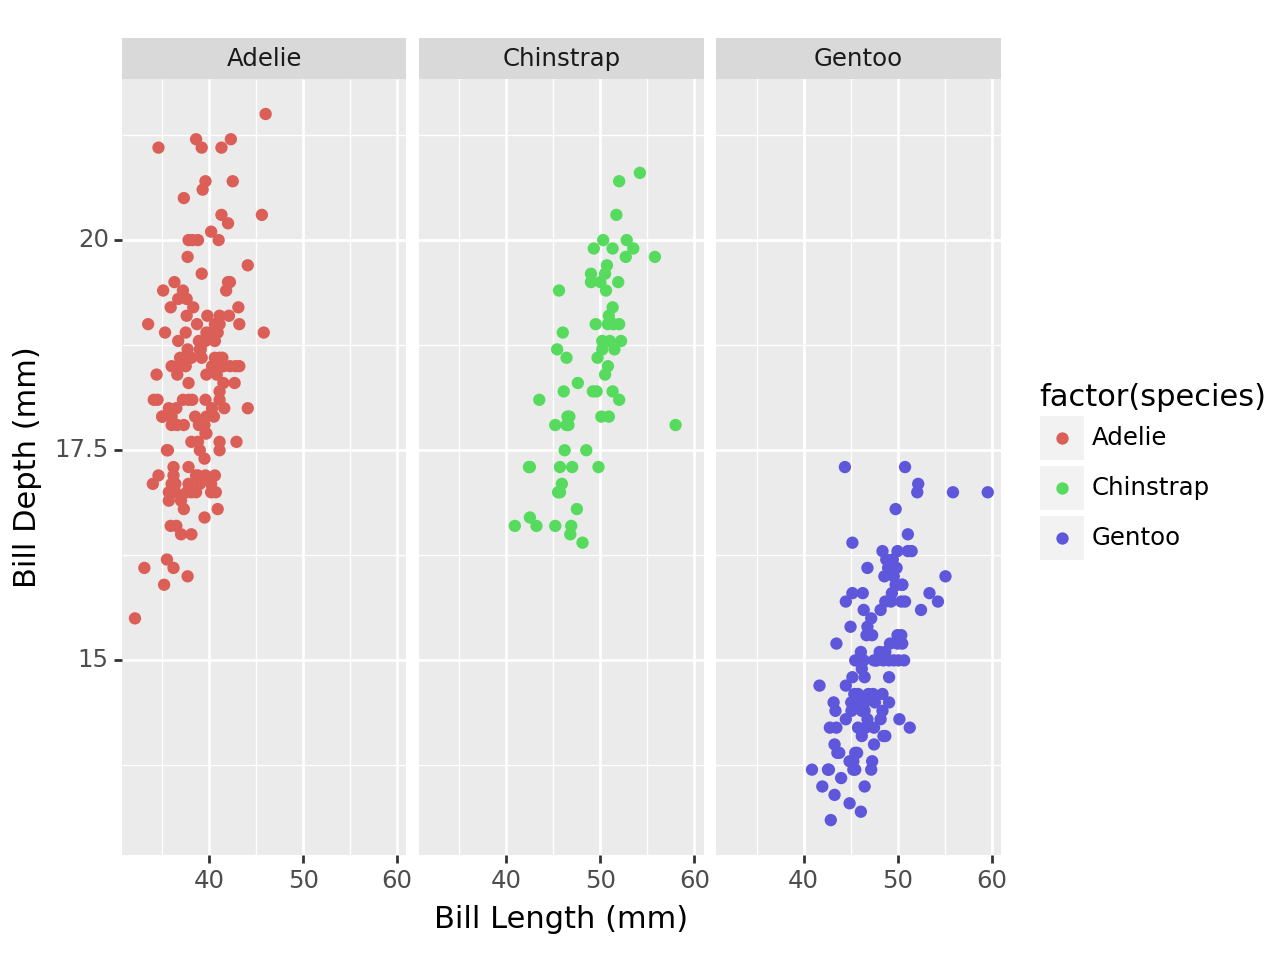 Adelie
Chinstrap
Gentoo
20
17.5
15
Bill Depth (mm)
40 50 60
40 50 60
40 50 60
Bill Length (mm)
factor(species)
Adelie
Chinstrap
Gentoo